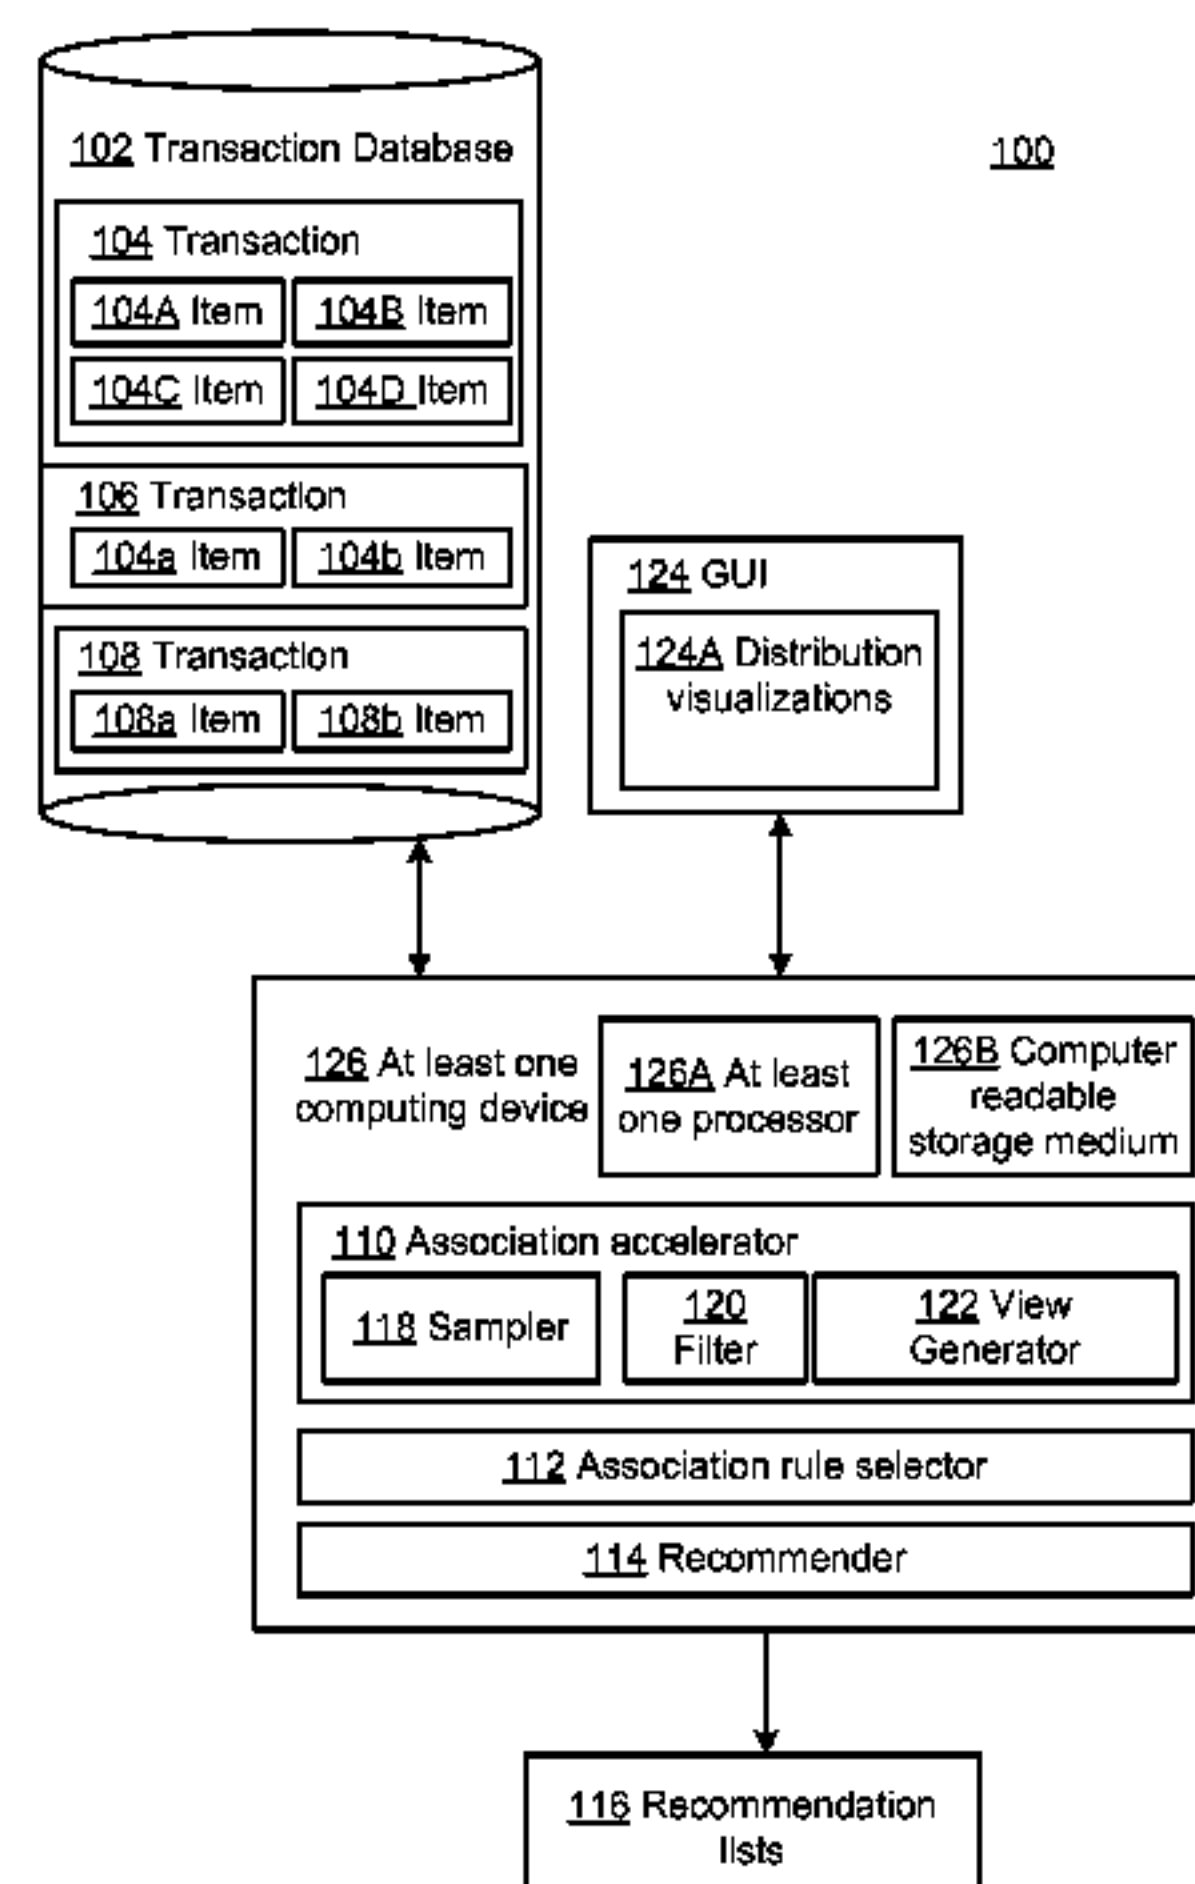 102 Transaction Database
100
104 Transaction
104A Item
104B Item
104C Item
104D Item
106 Transaction
104a Item
104b Item
108 Transaction
108a Item
108b Item
124 GUI
124A Distribution
visualizations
126 At least one
computing device
126A At least
one processor
126B Computer
readable
storage medium
110 Association accelerator
118 Sampler
120
Filter
122 View
Generator
112 Association rule selector
114 Recommender
116 Recommendation
lists